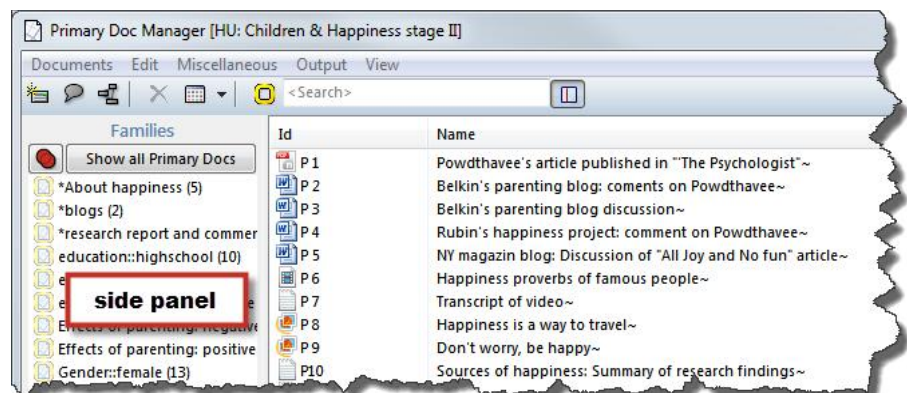 Primary Doc Manager [HU: Children & Happiness stage II]
Documents Edit Miscellaneous Output View
<Search>
Families
Show all Primary Docs
*About happiness (5)
*blogs (2)
*research report and commer
education::highschool (10)
e
e
side panel
Effects of parenting: negative
Effects of parenting: positive
Gender::female (13)
Id Name
P 1 Powdthavee's article published in "'The Psychologist"~
P 2 Belkin's parenting blog: coments on Powdthavee~
P 3 Belkin's parenting blog discussion~
P 4 Rubin's happiness project: comment on Powdthavee~
P 5 NY magazin blog: Discussion of "All Joy and No fun" article~
P 6 Happiness proverbs of famous people~
P 7 Transcript of video~
P 8 Happiness is a way to travel~
P 9 Don't worry, be happy~
P10 Sources of happiness: Summary of research findings~